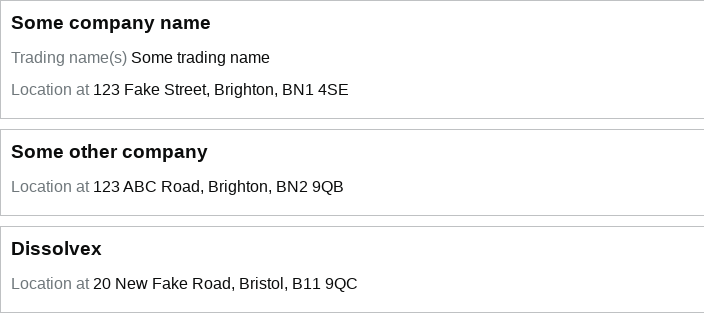 Some company name
Trading name(s) Some trading name
Location at 123 Fake Street, Brighton, BN1 4SE
Some other company
Location at 123 ABC Road, Brighton, BN2 9QB
Dissolvex
Location at 20 New Fake Road, Bristol, B11 9QC